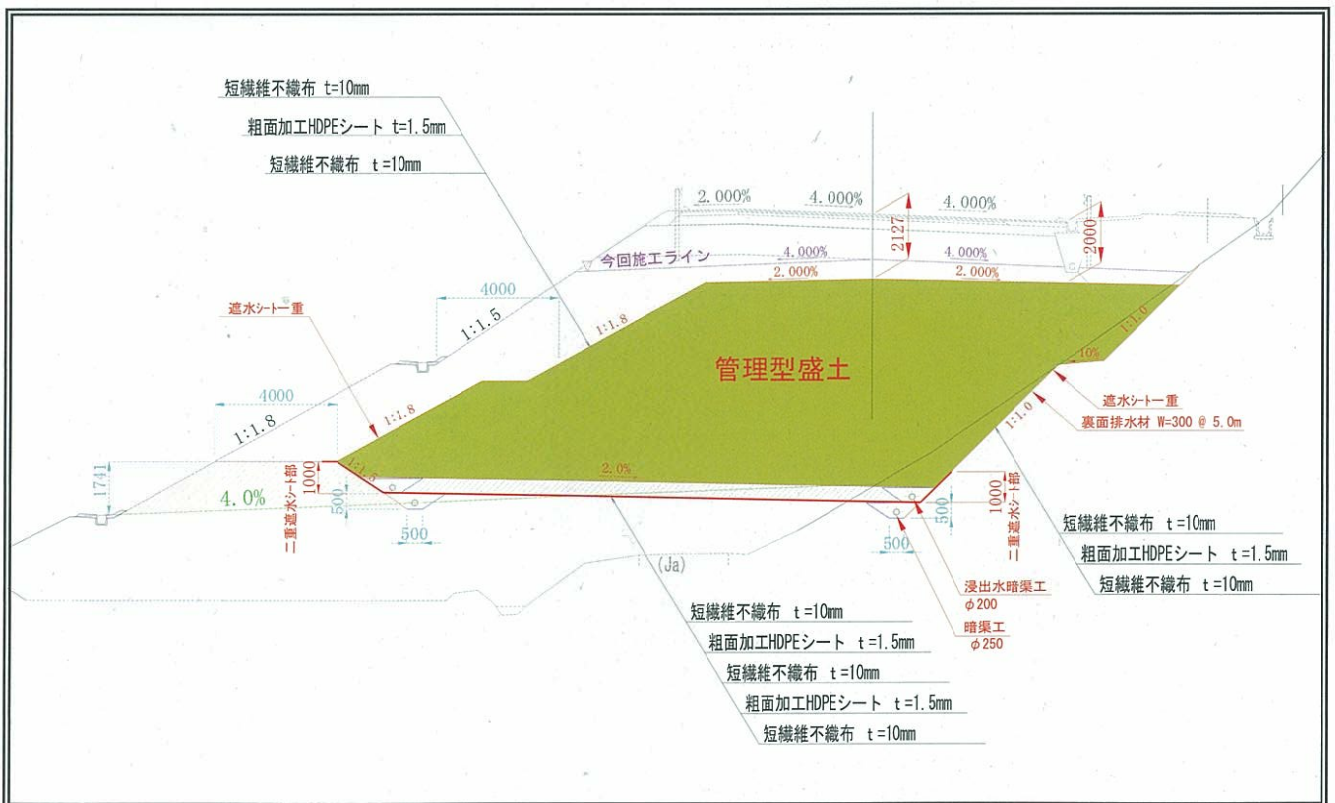 短繊維不織布 t=10mm
粗面加工HDPEシート t=1.5mm
短繊維不織布 t=10mm
2.000%
4.000%
4.000%
2127
2000
今回施工ライン
4.000%
4.000%
2.000%
2.000%
4000
遮水シート一重
1:1.5
1:1.8
1:1.0
管理型盛土
10%
遮水シート一重
1:1.0
裏面排水材 W=300 @ 5.0m
4000
1:1.8
1:1.8
1741
4.0%
二重遮水シート部
1000
1:1.5
2.0%
500
500
1000
二重遮水シート部
500
500
(Ja)
短繊維不織布 t=10mm
粗面加工HDPEシート t=1.5mm
短繊維不織布 t=10mm
浸出水暗渠工
φ200
暗渠工
φ250
短繊維不織布 t=10mm
粗面加工HDPEシート t=1.5mm
短繊維不織布 t=10mm
粗面加工HDPEシート t=1.5mm
短繊維不織布 t=10mm